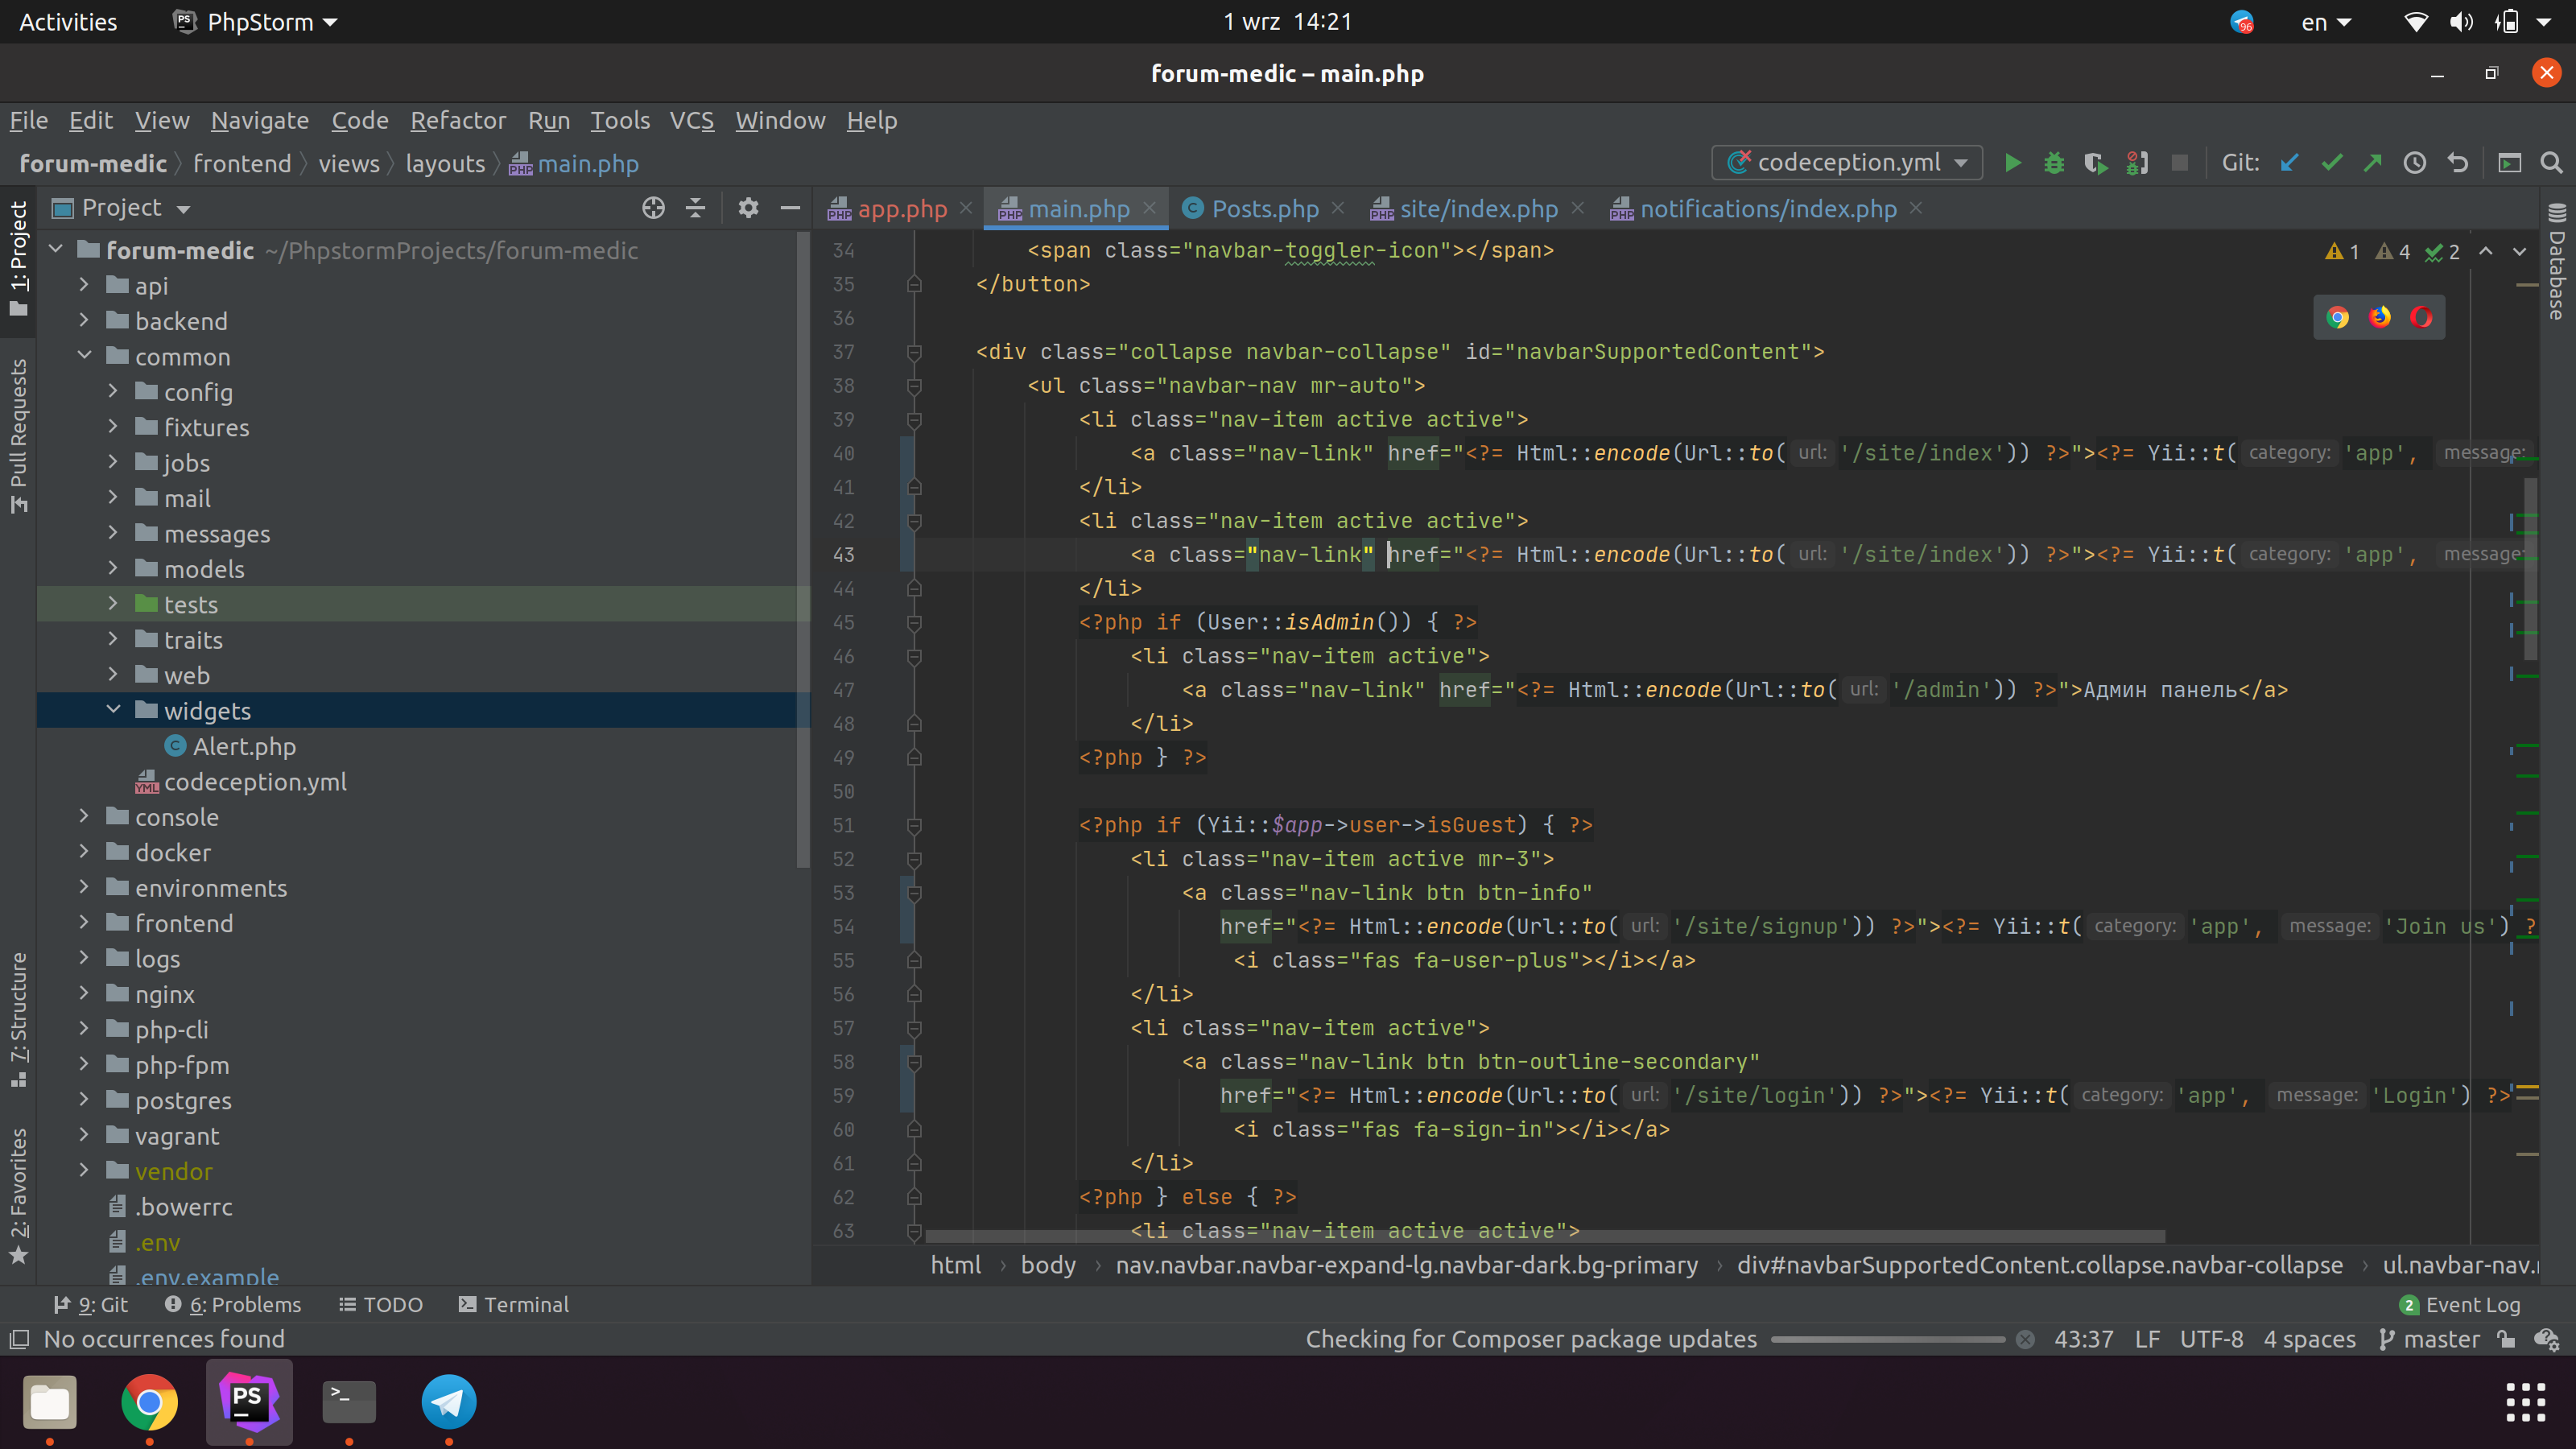 Activities
PhpStorm
1 wrz 14:21
96
en
forum-medic – main.php
File Edit View Navigate Code Refactor Run Tools VCS Window Help
forum-medic frontend views layouts main.php
codeception.yml
Git:
1: Project
Pull Requests
7: Structure
2: Favorites
Project
forum-medic ~/PhpstormProjects/forum-medic
api
backend
common
config
fixtures
jobs
mail
messages
models
tests
traits
web
widgets
Alert.php
codeception.yml
console
docker
environments
frontend
logs
nginx
php-cli
php-fpm
postgres
vagrant
vendor
.bowerrc
.env
.env.example
app.php main.php Posts.php site/index.php notifications/index.php
1 4 2
Database
34 <span class="navbar-toggler-icon"></span>
35 </button>
36
37 <div class="collapse navbar-collapse" id="navbarSupportedContent">
38 <ul class="navbar-nav mr-auto">
39 <li class="nav-item active active">
40 <a class="nav-link" href="<?= Html::encode(Url::to( url: '/site/index')) ?>"><?= Yii::t( category: 'app', message:
41 </li>
42 <li class="nav-item active active">
43 <a class="nav-link" href="<?= Html::encode(Url::to( url: '/site/index')) ?>"><?= Yii::t( category: 'app', message:
44 </li>
45 <?php if (User::isAdmin()) { ?>
46 <li class="nav-item active">
47 <a class="nav-link" href="<?= Html::encode(Url::to( url: '/admin')) ?>">Админ панель</a>
48 </li>
49 <?php } ?>
50
51 <?php if (Yii::$app->user->isGuest) { ?>
52 <li class="nav-item active mr-3">
53 <a class="nav-link btn btn-info"
54 href="<?= Html::encode(Url::to( url: '/site/signup')) ?>"><?= Yii::t( category: 'app', message: 'Join us') ?
55 <i class="fas fa-user-plus"></i></a>
56 </li>
57 <li class="nav-item active">
58 <a class="nav-link btn btn-outline-secondary"
59 href="<?= Html::encode(Url::to( url: '/site/login')) ?>"><?= Yii::t( category: 'app', message: 'Login') ?>
60 <i class="fas fa-sign-in"></i></a>
61 </li>
62 <?php } else { ?>
63 <li class="nav-item active active">
html › body › nav.navbar.navbar-expand-lg.navbar-dark.bg-primary › div#navbarSupportedContent.collapse.navbar-collapse › ul.navbar-nav.
9: Git 6: Problems TODO Terminal
2 Event Log
No occurrences found
Checking for Composer package updates
43:37 LF UTF-8 4 spaces master
PS